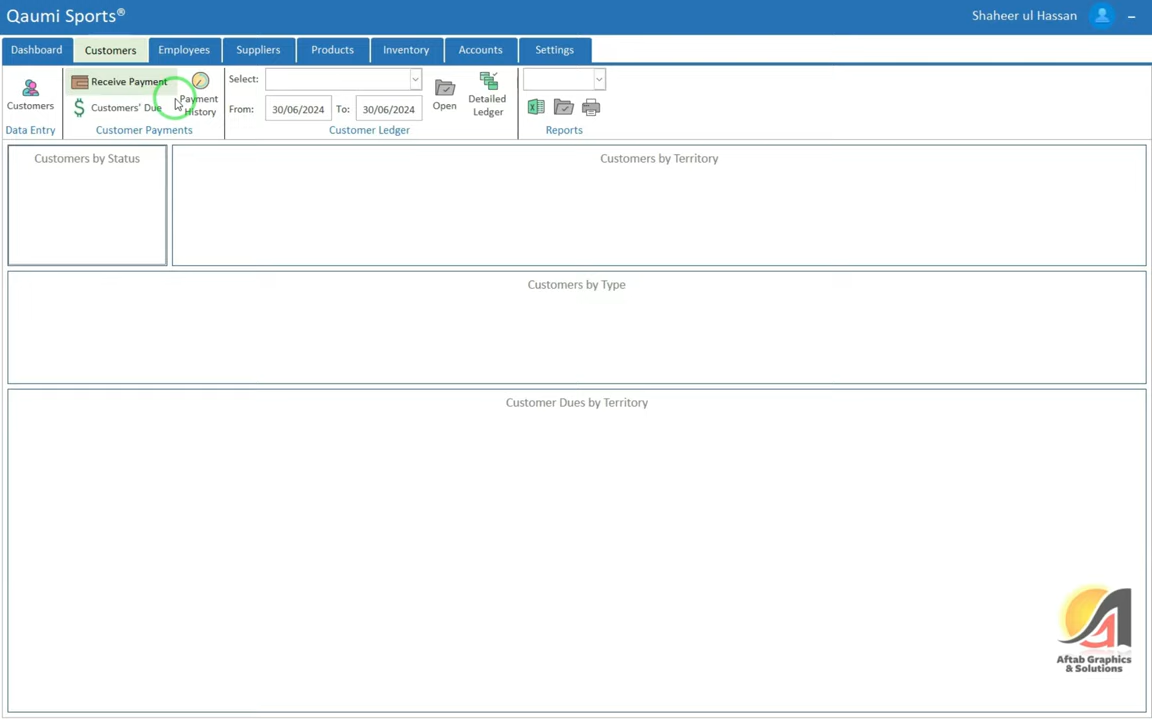 Qaumi Sports®
Shaheer ul Hassan
Dashboard
Customers
Employees
Suppliers
Products
Inventory
Accounts
Settings
Customers
Data Entry
Receive Payment
Customers' Due
Payment
History
Customer Payments
Select:
From: 30/06/2024 To: 30/06/2024
Open
Detailed
Ledger
Customer Ledger
Reports
Customers by Status
Customers by Territory
Customers by Type
Customer Dues by Territory
Aftab Graphics
& Solutions